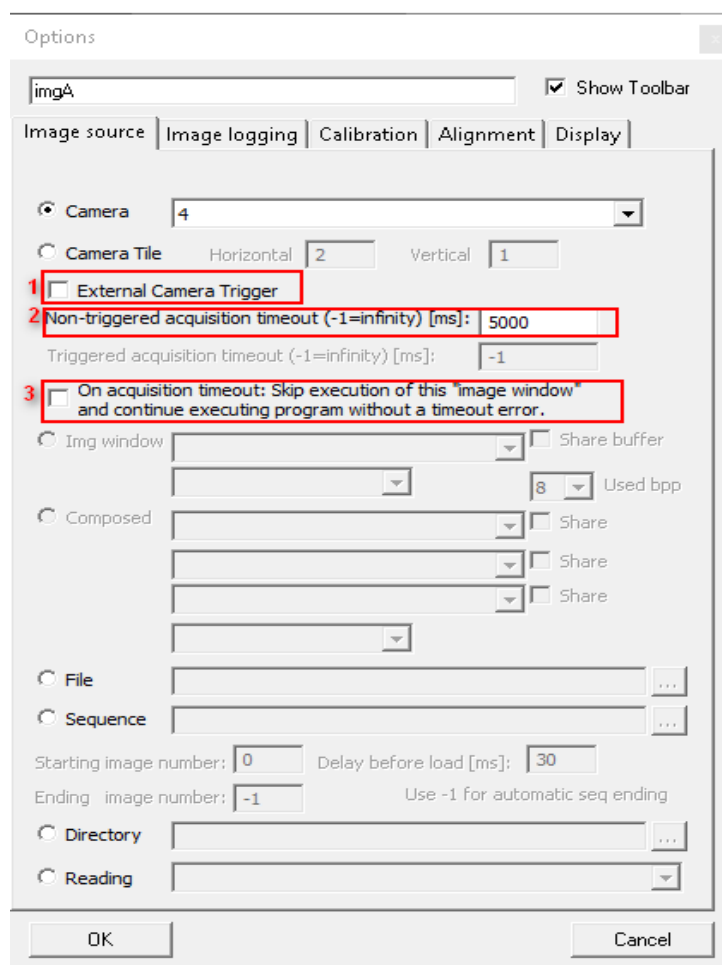 Options
imgA
Show Toolbar
Image source Image logging Calibration Alignment Display
Camera 4
Camera Tile Horizontal 2 Vertical 1
1 External Camera Trigger
2 Non-triggered acquisition timeout (-1=infinity) [ms]: 5000
Triggered acquisition timeout (-1=infinity) [ms]: -1
3 On acquisition timeout: Skip execution of this "image window"
and continue executing program without a timeout error.
Img window Share buffer
8 Used bpp
Composed Share
Share
Share
File ...
Sequence ...
Starting image number: 0 Delay before load [ms]: 30
Ending image number: -1 Use -1 for automatic seq ending
Directory ...
Reading
OK Cancel